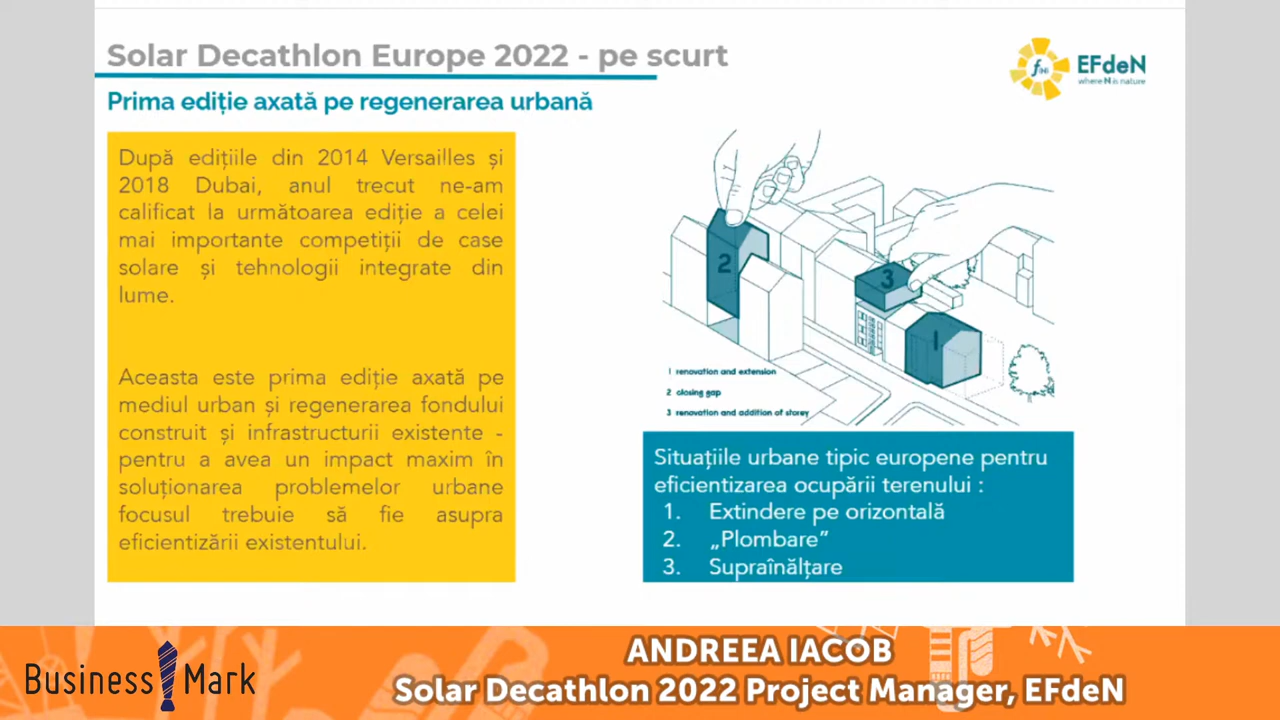 Solar Decathlon Europe 2022 - pe scurt
EFdeN
where N is nature
Prima ediție axată pe regenerarea urbană
După edițiile din 2014 Versailles și
2018 Dubai, anul trecut ne-am
calificat la următoarea ediție a celei
mai importante competiții de case
solare și tehnologii integrate din
lume.
Aceasta este prima ediție axată pe
mediul urban și regenerarea fondului
construit și infrastructurii existente -
pentru a avea un impact maxim în
soluționarea problemelor urbane
focusul trebuie să fie asupra
eficientizării existentului.
2
3
1
1 renovation and extension
2 closing gap
3 renovation and addition of storey
Situațiile urbane tipic europene pentru
eficientizarea ocupării terenului :
1. Extindere pe orizontală
2. „Plombare”
3. Supraînălțare
Business Mark
ANDREEA IACOB
Solar Decathlon 2022 Project Manager, EFdeN